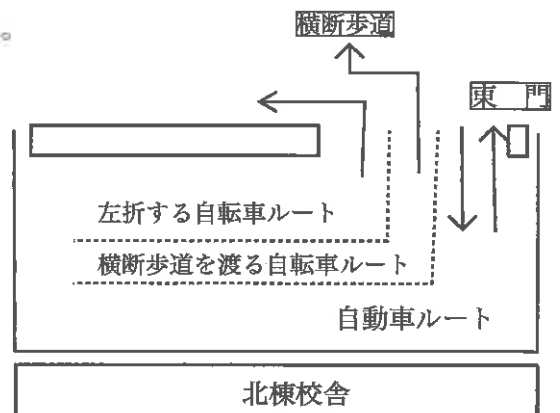 横断歩道
東 門
左折する自転車ルート
横断歩道を渡る自転車ルート
自動車ルート
北棟校舎